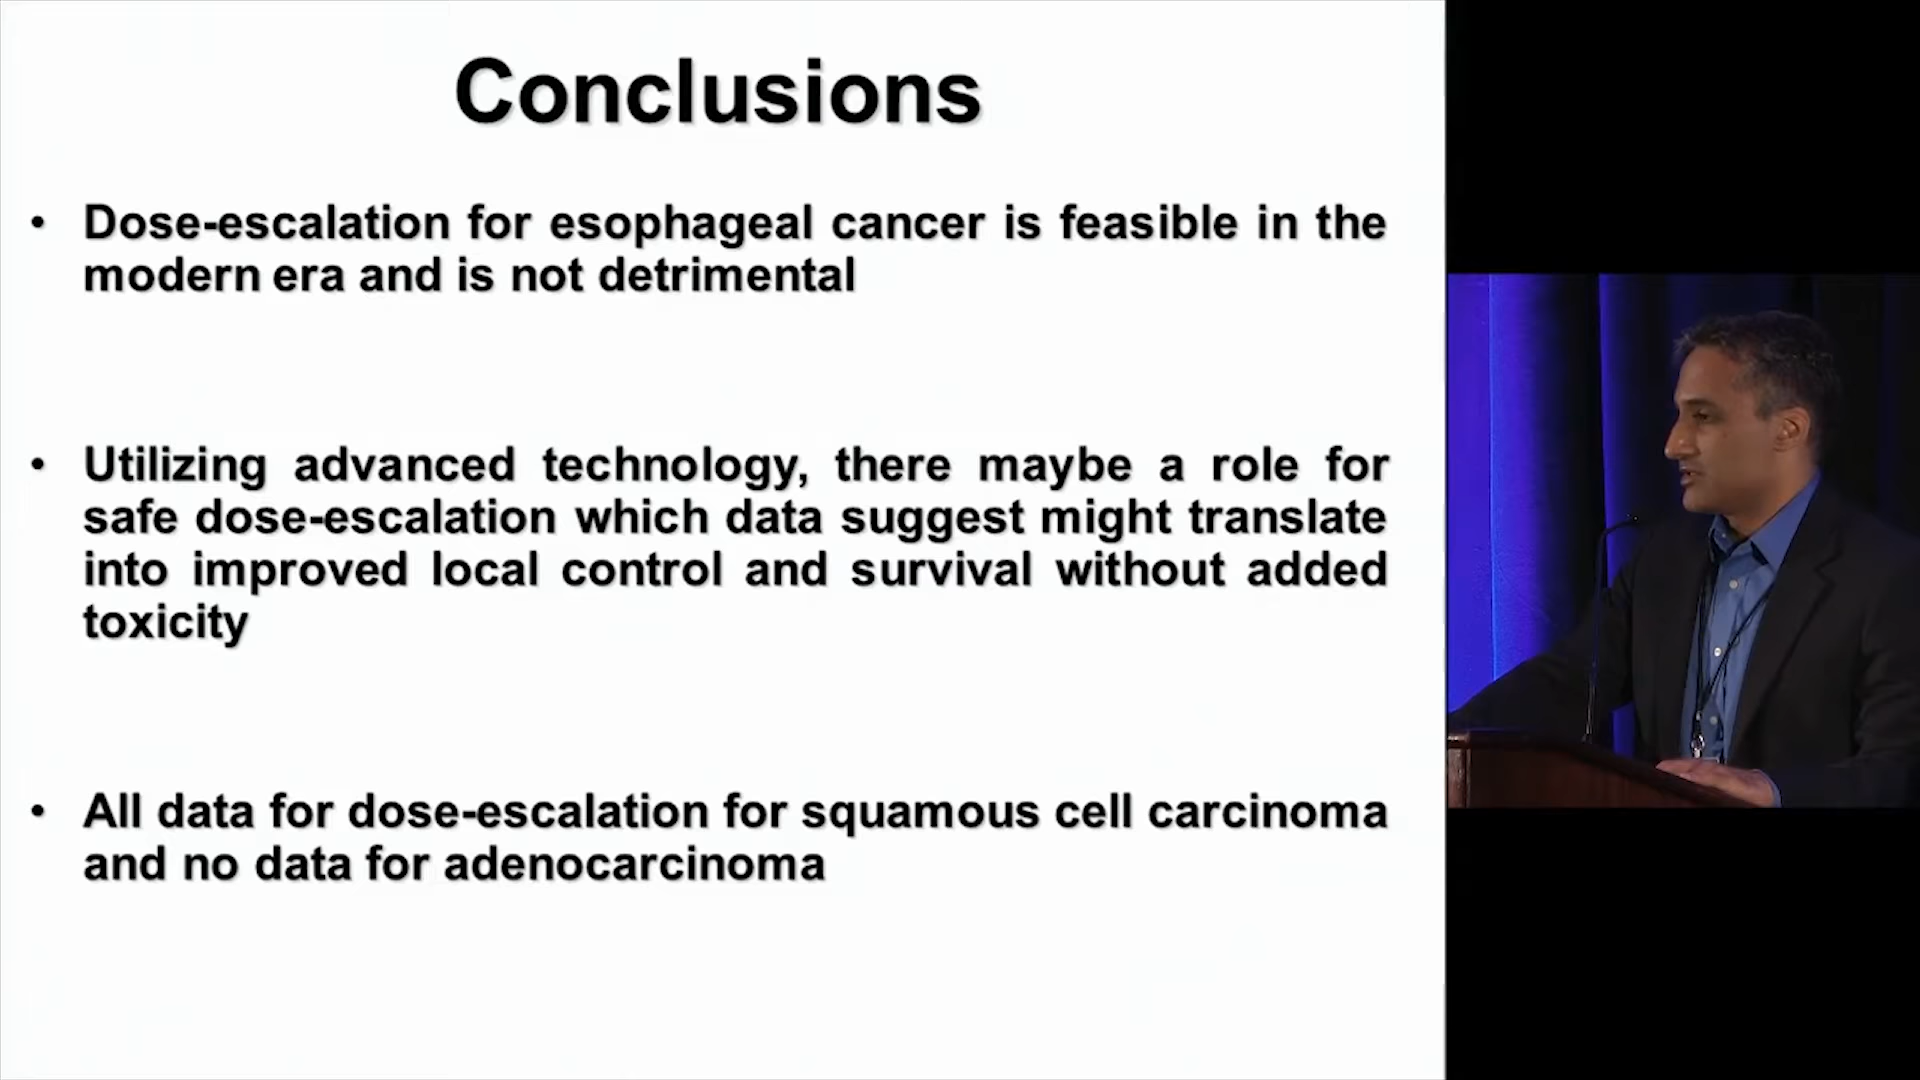 Conclusions
• Dose-escalation for esophageal cancer is feasible in the
modern era and is not detrimental
• Utilizing advanced technology, there maybe a role for
safe dose-escalation which data suggest might translate
into improved local control and survival without added
toxicity
• All data for dose-escalation for squamous cell carcinoma
and no data for adenocarcinoma